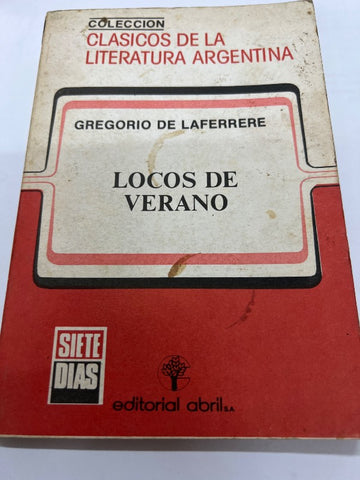 COLECCION
CLASICOS DE LA
LITERATURA ARGENTINA
GREGORIO DE LAFERRERE
LOCOS DE
VERANO
SIETE
DIAS
editorial abril S.A.